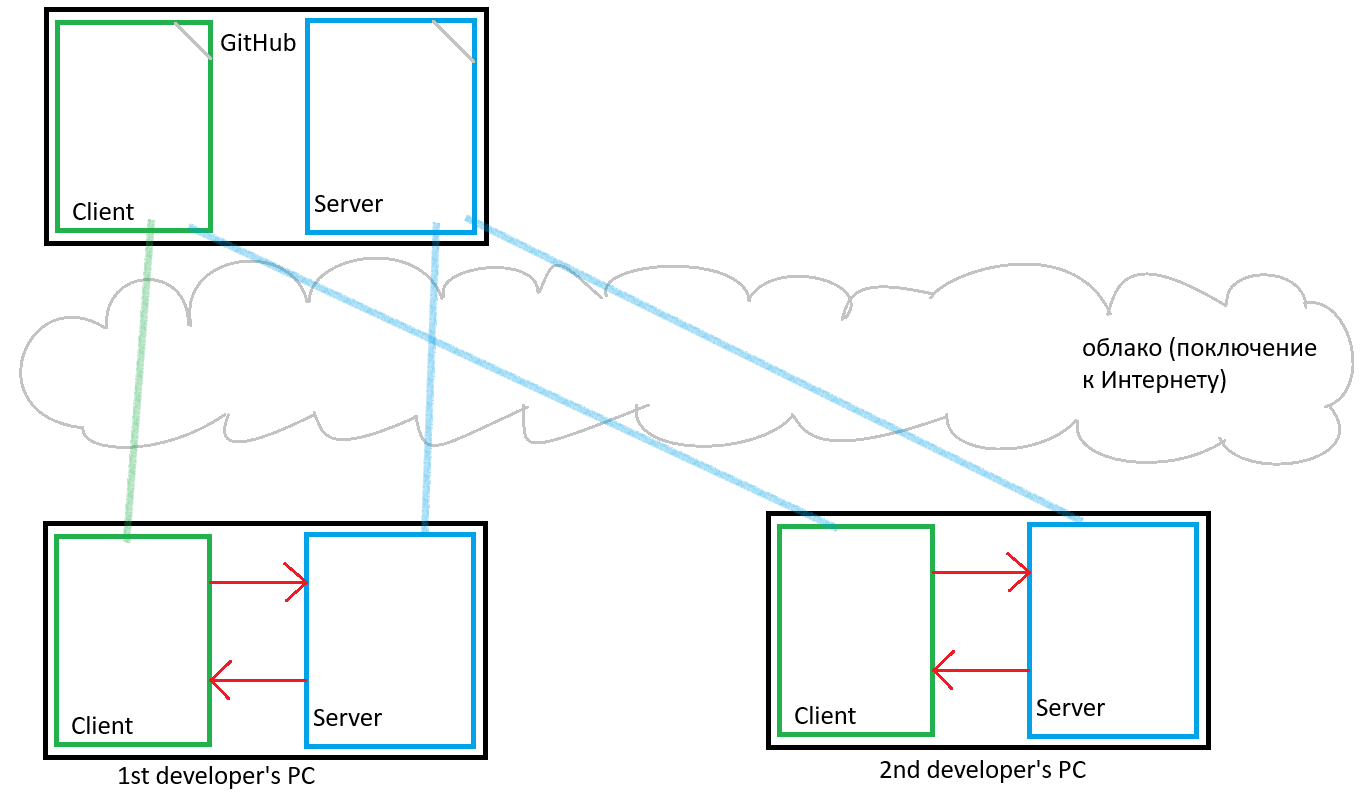 GitHub
Client
Server
облако (поключение
к Интернету)
Client
Server
1st developer's PC
Client
Server
2nd developer's PC